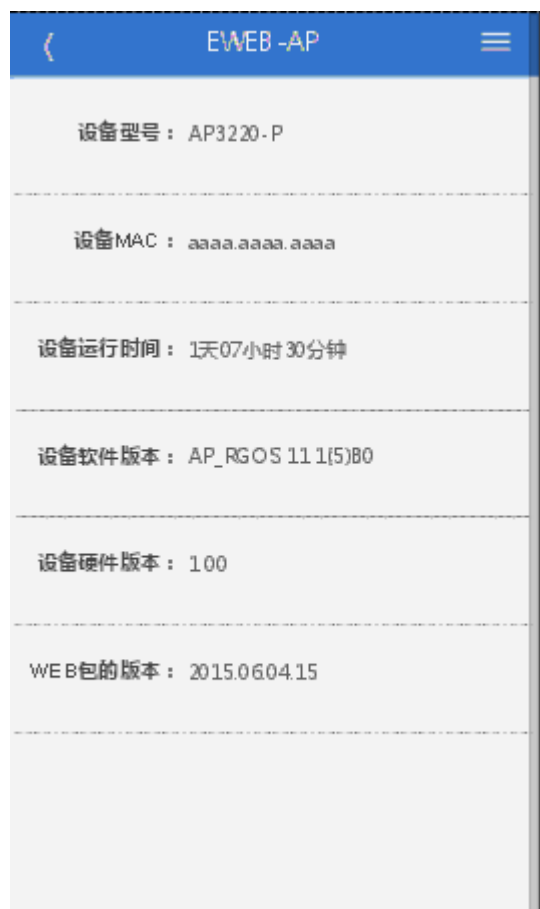 EWEB-AP
设备型号： AP3220-P
设备MAC： aaaa.aaaa.aaaa
设备运行时间： 1天07小时30分钟
设备软件版本： AP_RGOS 11.1(5)B0
设备硬件版本： 1.00
WEB包的版本： 2015.06.04.15